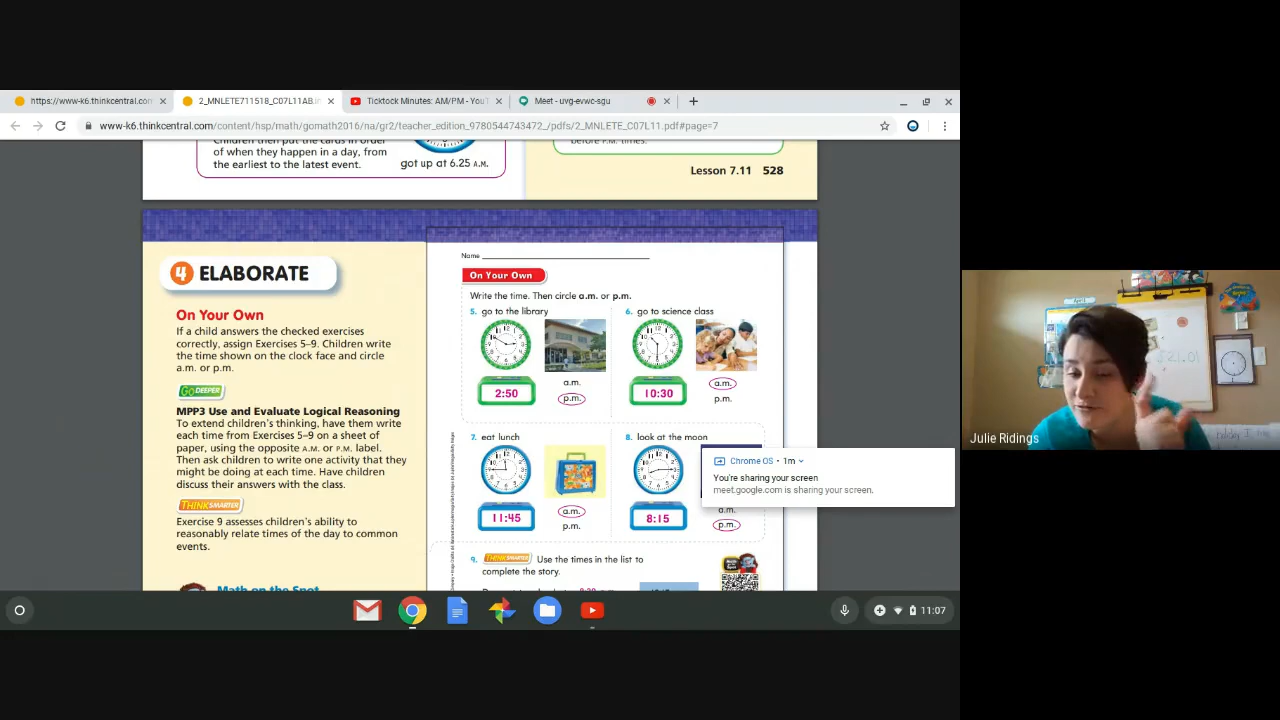 https://www-k6.thinkcentral.com
2_MNLETE711518_C07L11AB.in
Ticktock Minutes: AM/PM - YouT
Meet - uvg-evwc-sgu
www-k6.thinkcentral.com/content/hsp/math/gomath2016/na/gr2/teacher_edition_9780544743472_/pdfs/2_MNLETE_C07L11.pdf#page=7
Children then put the cards in order
of when they happen in a day, from
the earliest to the latest event.
got up at 6.25 A.M.
before P.M. times.
Lesson 7.11 528
4 ELABORATE
On Your Own
If a child answers the checked exercises
correctly, assign Exercises 5–9. Children write
the time shown on the clock face and circle
a.m. or p.m.
GO DEEPER
MPP3 Use and Evaluate Logical Reasoning
To extend children's thinking, have them write
each time from Exercises 5–9 on a sheet of
paper, using the opposite A.M. or P.M. label.
Then ask children to write one activity that they
might be doing at each time. Have children
discuss their answers with the class.
THINK SMARTER
Exercise 9 assesses children's ability to
reasonably relate times of the day to common
events.
Math on the Spot
Name
On Your Own
Write the time. Then circle a.m. or p.m.
5. go to the library
2:50
a.m.
p.m.
6. go to science class
10:30
a.m.
p.m.
7. eat lunch
11:45
a.m.
p.m.
8. look at the moon
8:15
a.m.
p.m.
9. THINK SMARTER Use the times in the list to
complete the story.
Chrome OS • 1m
You're sharing your screen
meet.google.com is sharing your screen.
11:07
Julie Ridings